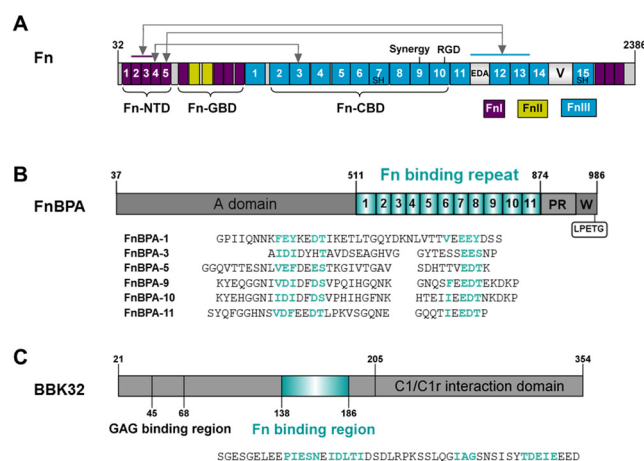 A
32 Synergy RGD 2386
Fn 1 2 3 4 5 1 2 3 4 5 6 7 8 9 10 11 EDA 12 13 14 V 15
SH SH
Fn-NTD Fn-GBD Fn-CBD FnI FnII FnIII
B
Fn binding repeat
37 511 874 986
FnBPA A domain 1 2 3 4 5 6 7 8 9 10 11 PR W
LPETG
FnBPA-1 GPIIQNNKFEYKEDTIKETLTGQYDKNLVTTVEEEYDSS
FnBPA-3 AIDIDYHTAVDSEAGHVG GYTESSESNP
FnBPA-5 GGQVTTESNLVEFDEESTKGIVTGAV SDHTTVEDTK
FnBPA-9 KYEQGGNIVDIDFDSVPQIHGQNK GNQSFEEDTEKDKP
FnBPA-10 KYEHGGNIIDIDFDSVPHIHGFNK HTEIIEEDTNKDKP
FnBPA-11 SYQFGGHNSVDFEEDTLPKVSGQNE GQQTIEEDTP
C
21 205 354
BBK32 C1/C1r interaction domain
45 68 138 186
GAG binding region Fn binding region
SGESGELEEPIESNEIDLTIDSDLRPKSSLQGIAGSNSISYTDEIEEED